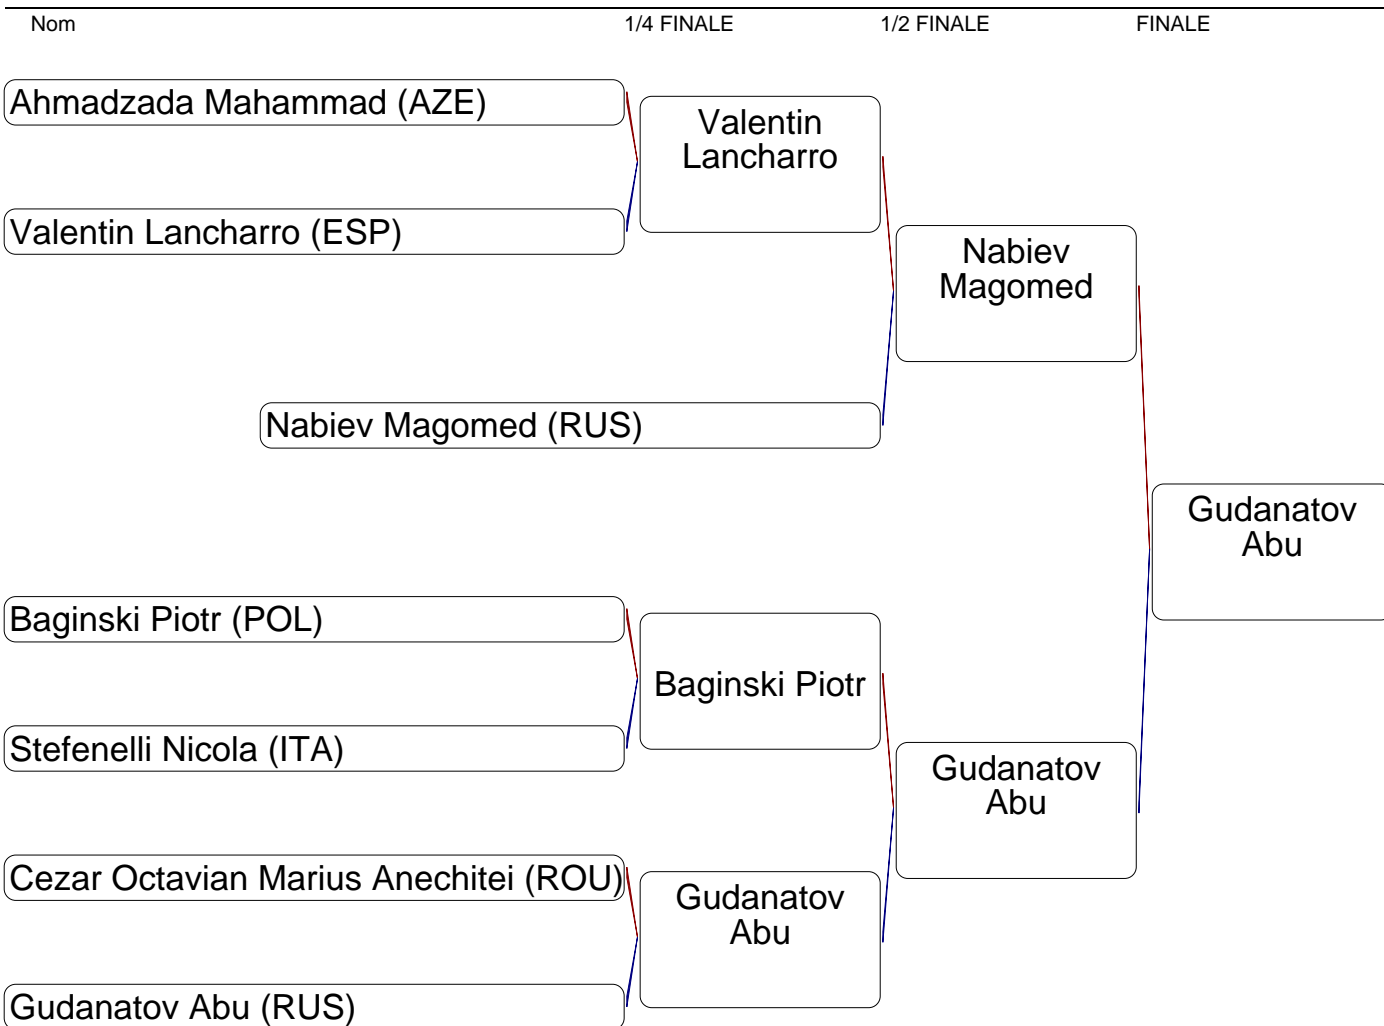 Nom 1/4 FINALE 1/2 FINALE FINALE
Ahmadzada Mahammad (AZE)
Valentin
Lancharro
Valentin Lancharro (ESP)
Nabiev
Magomed
Nabiev Magomed (RUS)
Gudanatov
Abu
Baginski Piotr (POL)
Baginski Piotr
Stefenelli Nicola (ITA)
Gudanatov
Abu
Cezar Octavian Marius Anechitei (ROU)
Gudanatov
Abu
Gudanatov Abu (RUS)